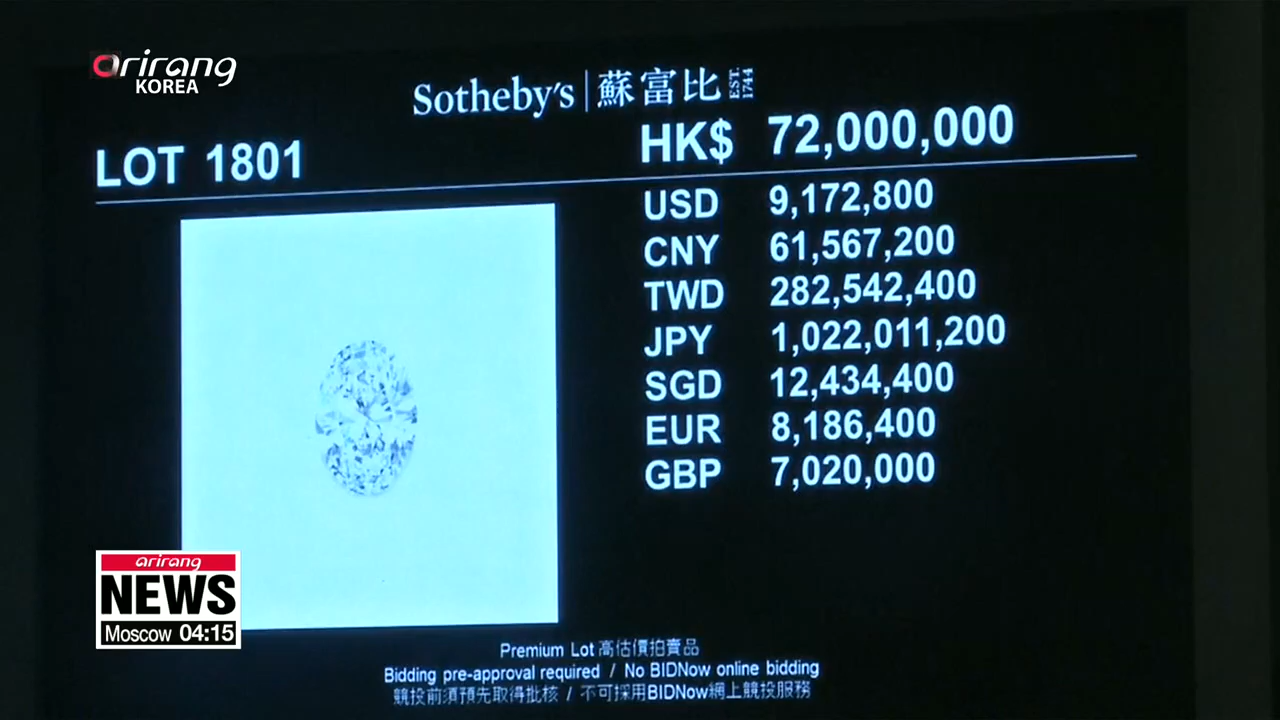 arirang
KOREA
Sotheby's | 蘇富比 EST. 1744
LOT 1801
HK$ 72,000,000
USD 9,172,800
CNY 61,567,200
TWD 282,542,400
JPY 1,022,011,200
SGD 12,434,400
EUR 8,186,400
GBP 7,020,000
arirang
NEWS
Moscow 04:15
Premium Lot 高估價拍賣品
Bidding pre-approval required / No BIDNow online bidding
競投前須預先取得批核 / 不可採用BIDNow網上競投服務